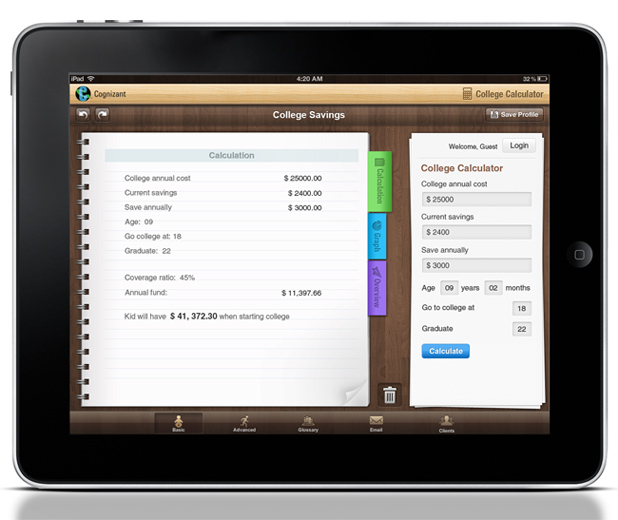 iPad 4:20 AM 32%
Cognizant College Calculator
College Savings Save Profile
Calculation
College annual cost $ 25000.00
Current savings $ 2400.00
Save annually $ 3000.00
Age: 09
Go college at: 18
Graduate: 22
Coverage ratio: 45%
Annual fund: $ 11,397.66
Kid will have $ 41, 372.30 when starting college
Calculation
Graph
Overview
Welcome, Guest Login
College Calculator
College annual cost
$ 25000
Current savings
$ 2400
Save annually
$ 3000
Age 09 years 02 months
Go to college at 18
Graduate 22
Calculate
Basic Advanced Glossary Email Clients